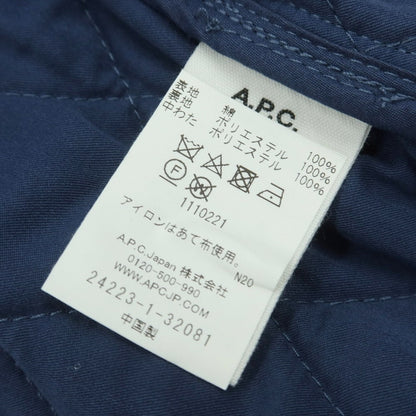 A.P.C.
表地 綿 100%
裏地 ポリエステル 100%
中わた ポリエステル 100%
1110221
アイロンはあて布使用。
N20
A.P.C.Japan 株式会社
0120-500-990
WWW.APCJP.COM
24223-1-32081
中国製